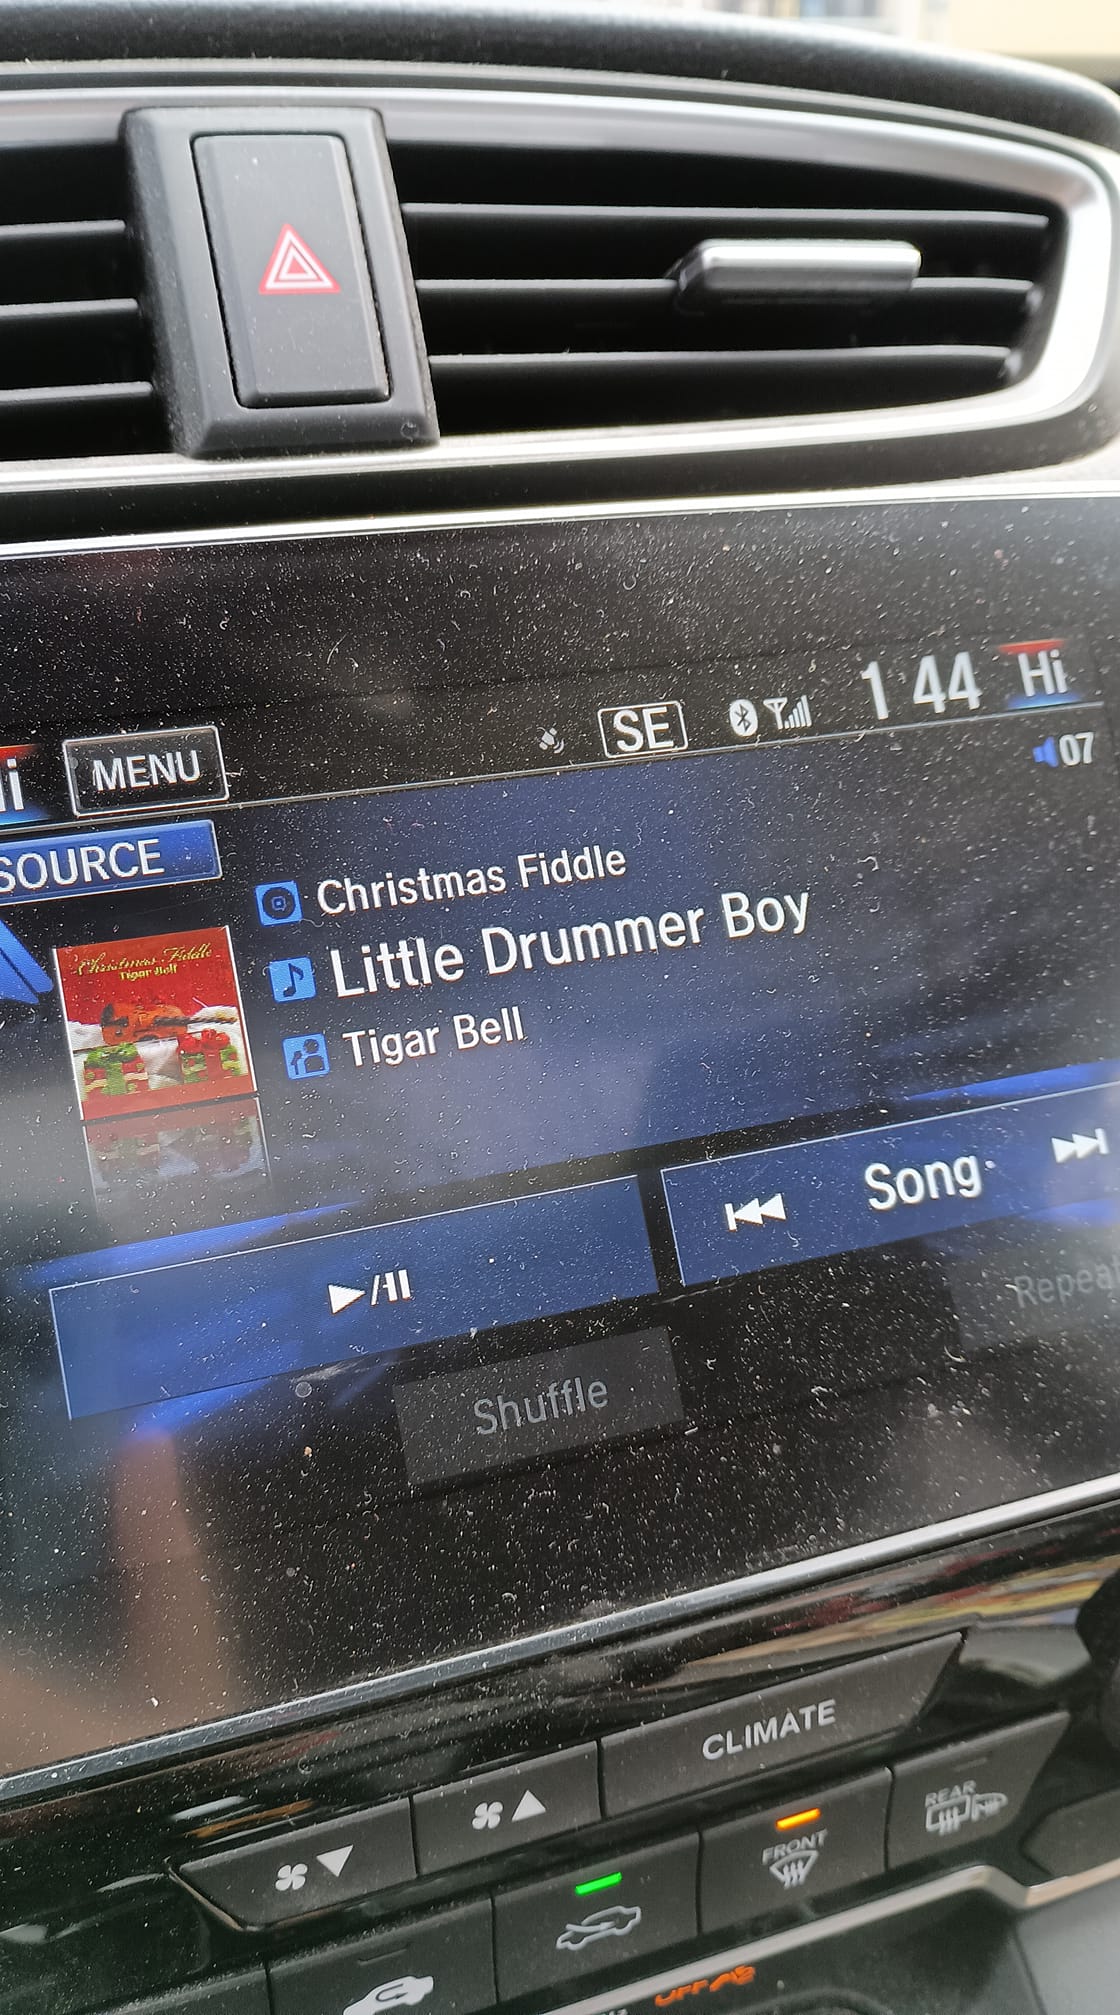 SE
1 44
Hi
MENU
07
SOURCE
Christmas Fiddle
Little Drummer Boy
Tigar Bell
Christmas Fiddle
Tigar Bell
Song
Repeat
Shuffle
CLIMATE
REAR
FRONT